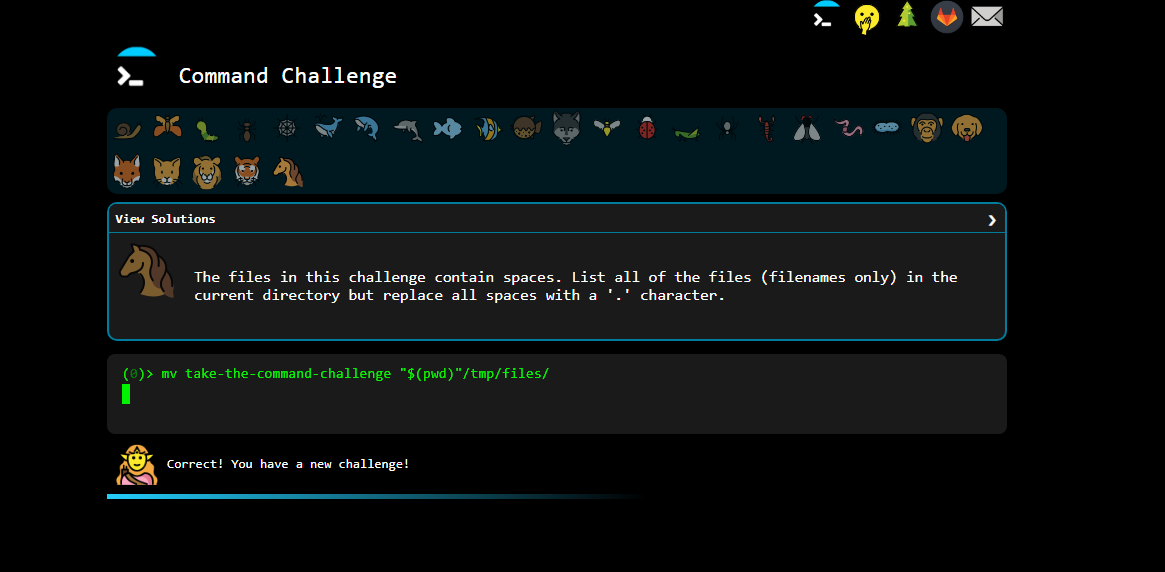 Command Challenge
View Solutions
The files in this challenge contain spaces. List all of the files (filenames only) in the
current directory but replace all spaces with a '.' character.
(0)> mv take-the-command-challenge "$(pwd)"/tmp/files/
Correct! You have a new challenge!